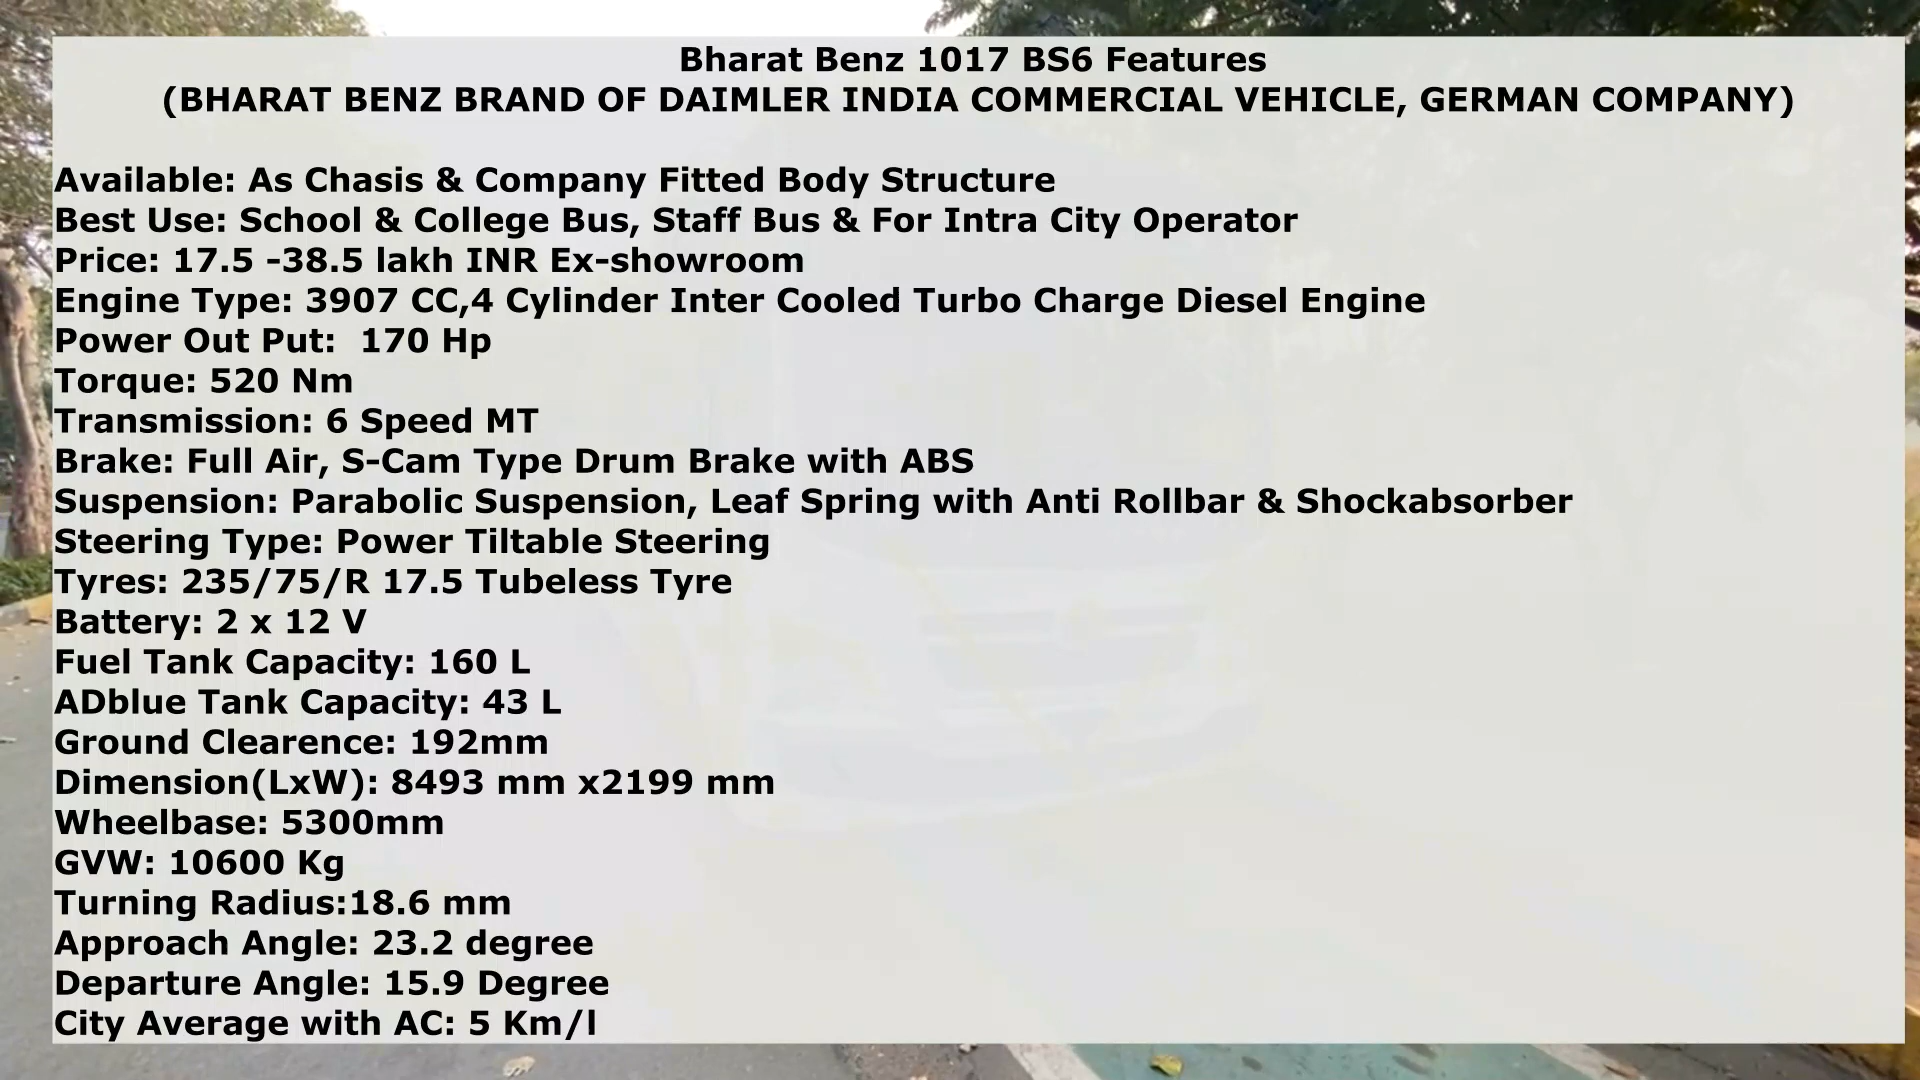 Bharat Benz 1017 BS6 Features
(BHARAT BENZ BRAND OF DAIMLER INDIA COMMERCIAL VEHICLE, GERMAN COMPANY)
Available: As Chasis & Company Fitted Body Structure
Best Use: School & College Bus, Staff Bus & For Intra City Operator
Price: 17.5 -38.5 lakh INR Ex-showroom
Engine Type: 3907 CC,4 Cylinder Inter Cooled Turbo Charge Diesel Engine
Power Out Put:  170 Hp
Torque: 520 Nm
Transmission: 6 Speed MT
Brake: Full Air, S-Cam Type Drum Brake with ABS
Suspension: Parabolic Suspension, Leaf Spring with Anti Rollbar & Shockabsorber
Steering Type: Power Tiltable Steering
Tyres: 235/75/R 17.5 Tubeless Tyre
Battery: 2 x 12 V
Fuel Tank Capacity: 160 L
ADblue Tank Capacity: 43 L
Ground Clearence: 192mm
Dimension(LxW): 8493 mm x2199 mm
Wheelbase: 5300mm
GVW: 10600 Kg
Turning Radius:18.6 mm
Approach Angle: 23.2 degree
Departure Angle: 15.9 Degree
City Average with AC: 5 Km/l